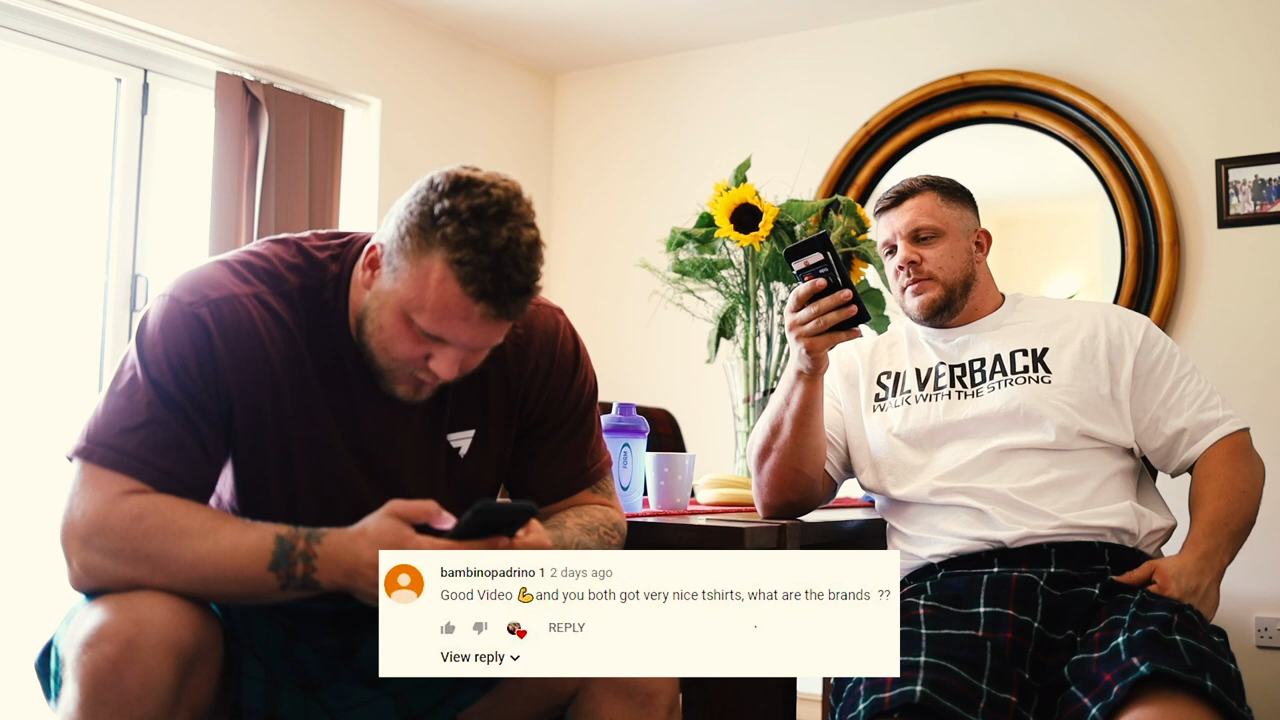 SILVERBACK
WALK WITH THE STRONG
FORM
bambinopadrino 1 2 days ago
Good Video 💪and you both got very nice tshirts, what are the brands ??
REPLY
View reply